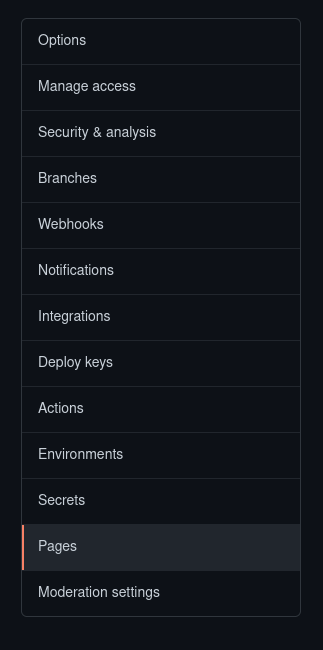 Options
Manage access
Security & analysis
Branches
Webhooks
Notifications
Integrations
Deploy keys
Actions
Environments
Secrets
Pages
Moderation settings